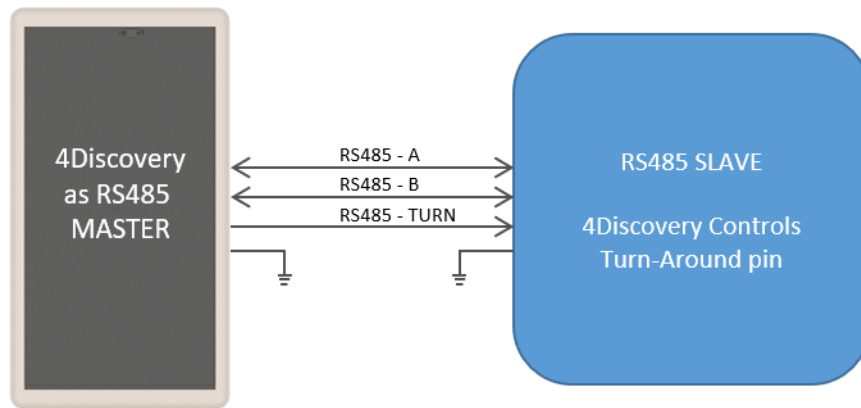 4Discovery
as RS485
MASTER
RS485 - A
RS485 - B
RS485 - TURN
RS485 SLAVE
4Discovery Controls
Turn-Around pin